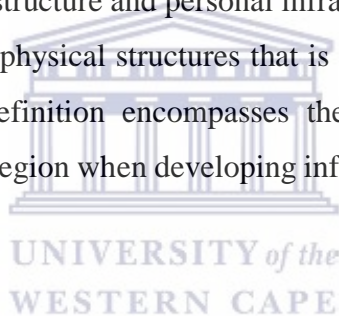 structure and personal infra
physical structures that is
efinition encompasses the
egion when developing inf
UNIVERSITY of the
WESTERN CAPE